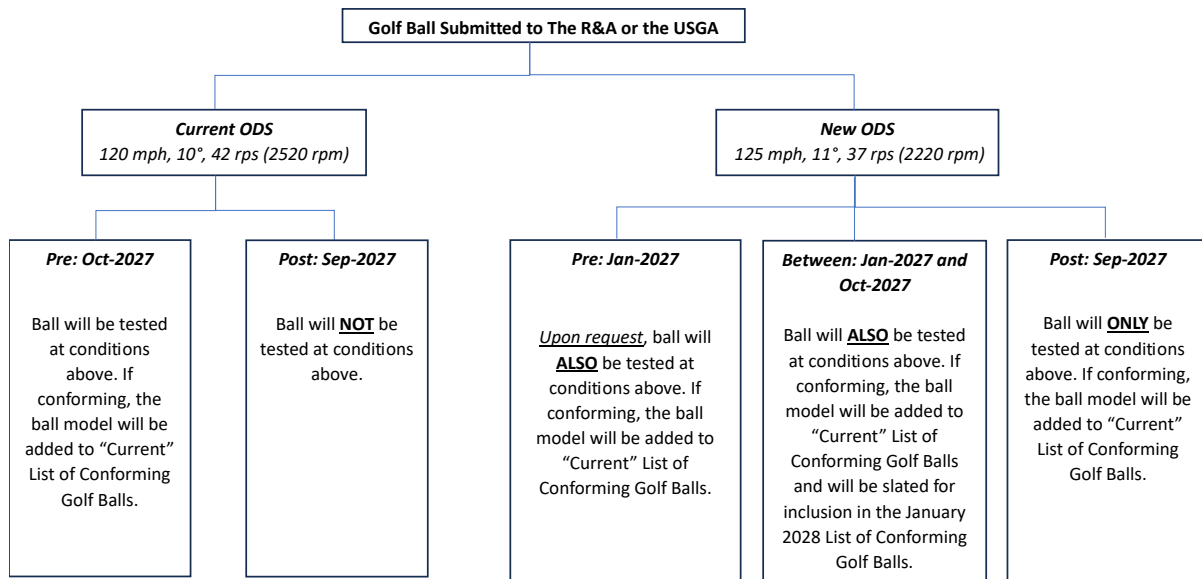 Golf Ball Submitted to The R&A or the USGA
Current ODS
120 mph, 10°, 42 rps (2520 rpm)
New ODS
125 mph, 11°, 37 rps (2220 rpm)
Pre: Oct-2027
Ball will be tested
at conditions
above. If
conforming, the
ball model will be
added to “Current”
List of Conforming
Golf Balls.
Post: Sep-2027
Ball will NOT be
tested at conditions
above.
Pre: Jan-2027
Upon request, ball will
ALSO be tested at
conditions above. If
conforming, the ball
model will be added to
“Current” List of
Conforming Golf Balls.
Between: Jan-2027 and
Oct-2027
Ball will ALSO be tested
at conditions above. If
conforming, the ball
model will be added to
“Current” List of
Conforming Golf Balls
and will be slated for
inclusion in the January
2028 List of Conforming
Golf Balls.
Post: Sep-2027
Ball will ONLY be
tested at conditions
above. If conforming,
the ball model will be
added to “Current”
List of Conforming
Golf Balls.